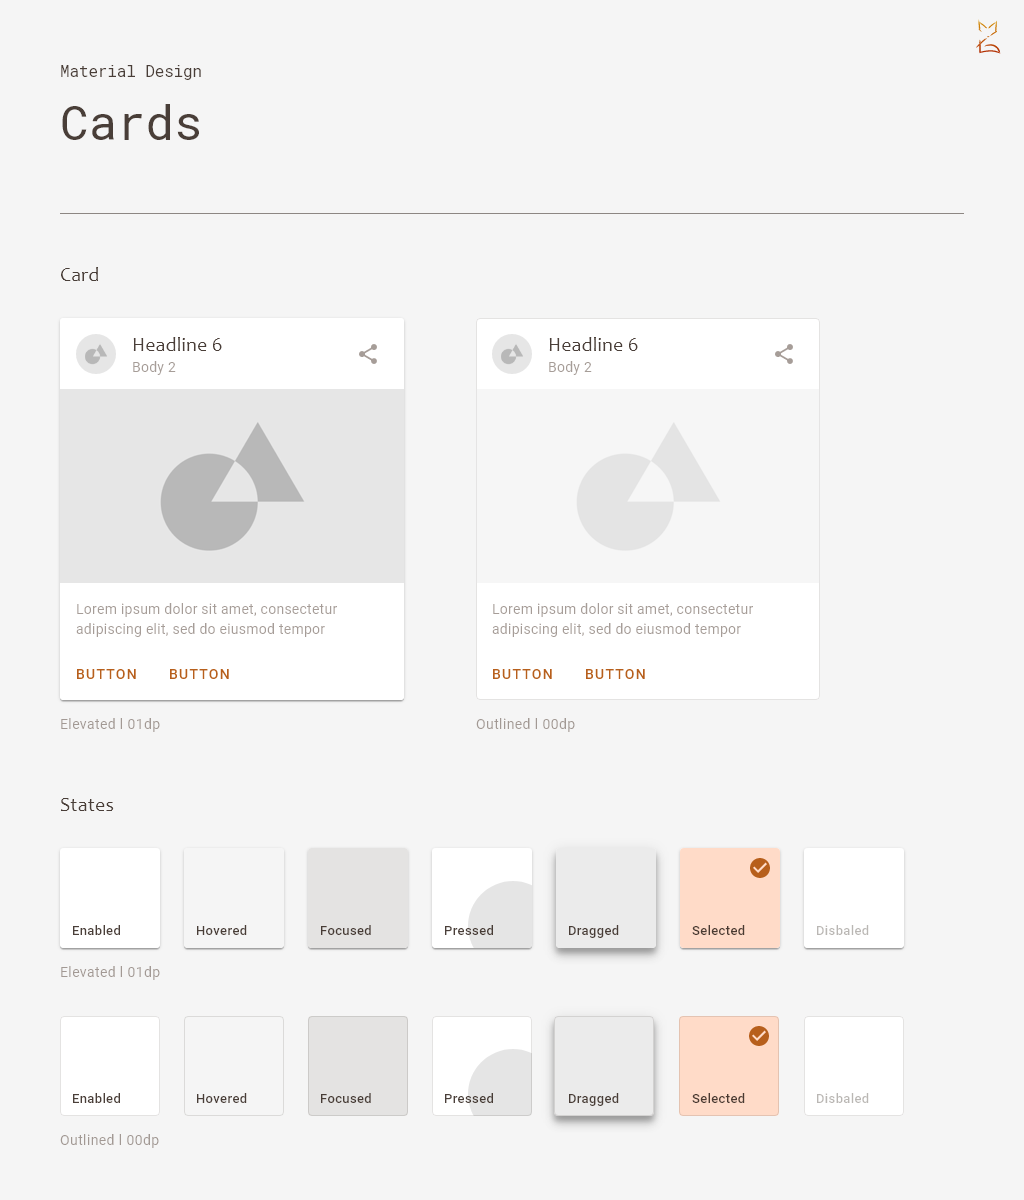 Material Design
Cards
Card
Headline 6
Body 2
Lorem ipsum dolor sit amet, consectetur
adipiscing elit, sed do eiusmod tempor
BUTTON BUTTON
Elevated l 01dp
Headline 6
Body 2
Lorem ipsum dolor sit amet, consectetur
adipiscing elit, sed do eiusmod tempor
BUTTON BUTTON
Outlined l 00dp
States
Enabled Hovered Focused Pressed Dragged Selected Disbaled
Elevated l 01dp
Enabled Hovered Focused Pressed Dragged Selected Disbaled
Outlined l 00dp